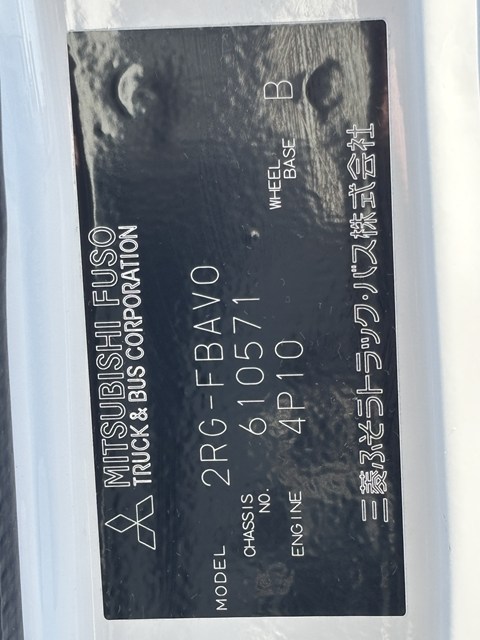 MITSUBISHI FUSO
TRUCK & BUS CORPORATION
MODEL 2RG-FBAV0
CHASSIS NO. 610571
ENGINE 4P10
WHEEL BASE B
三菱ふそうトラック・バス株式会社